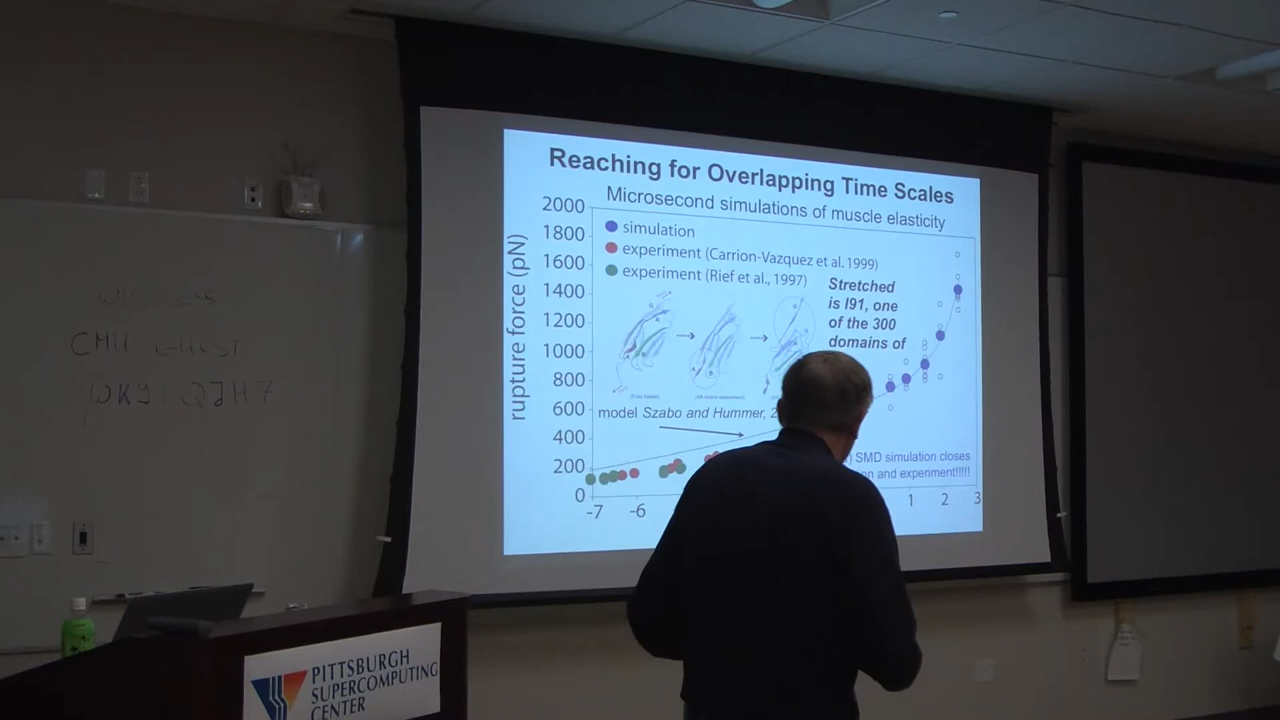 Reaching for Overlapping Time Scales
Microsecond simulations of muscle elasticity
rupture force (pN)
2000
1800
1600
1400
1200
1000
800
600
400
200
0
simulation
experiment (Carrion-Vazquez et al. 1999)
experiment (Rief et al., 1997)
Stretched
is I91, one
of the 300
domains of
model Szabo and Hummer, 2
) SMD simulation closes
and experiment!!!!!
-7
-6
1
2
3
CMU GUEST
PITTSBURGH
SUPERCOMPUTING
CENTER